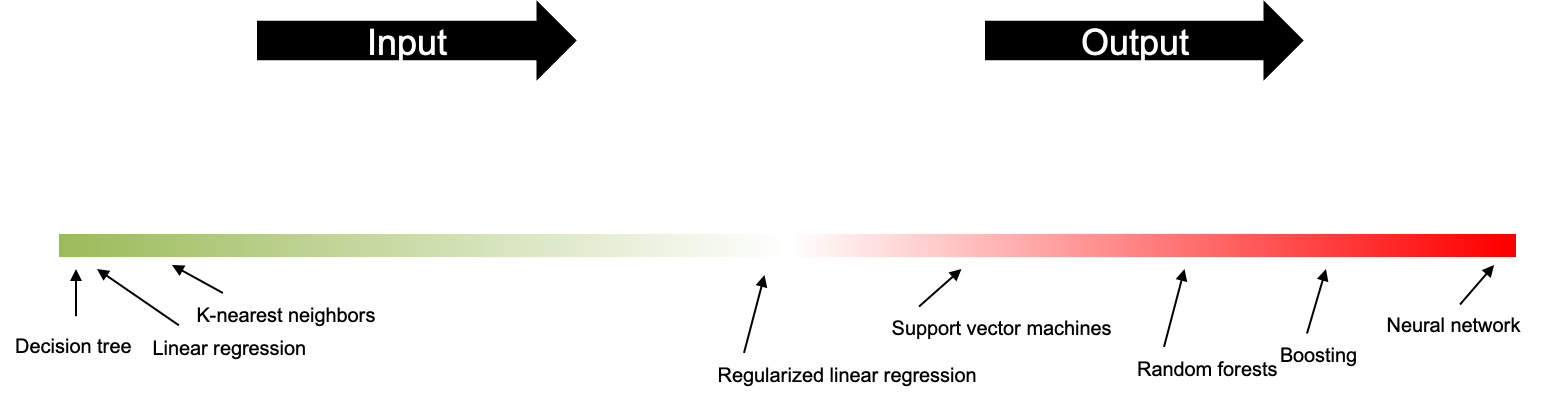 Input
Output
K-nearest neighbors
Decision tree
Linear regression
Regularized linear regression
Support vector machines
Random forests
Boosting
Neural network